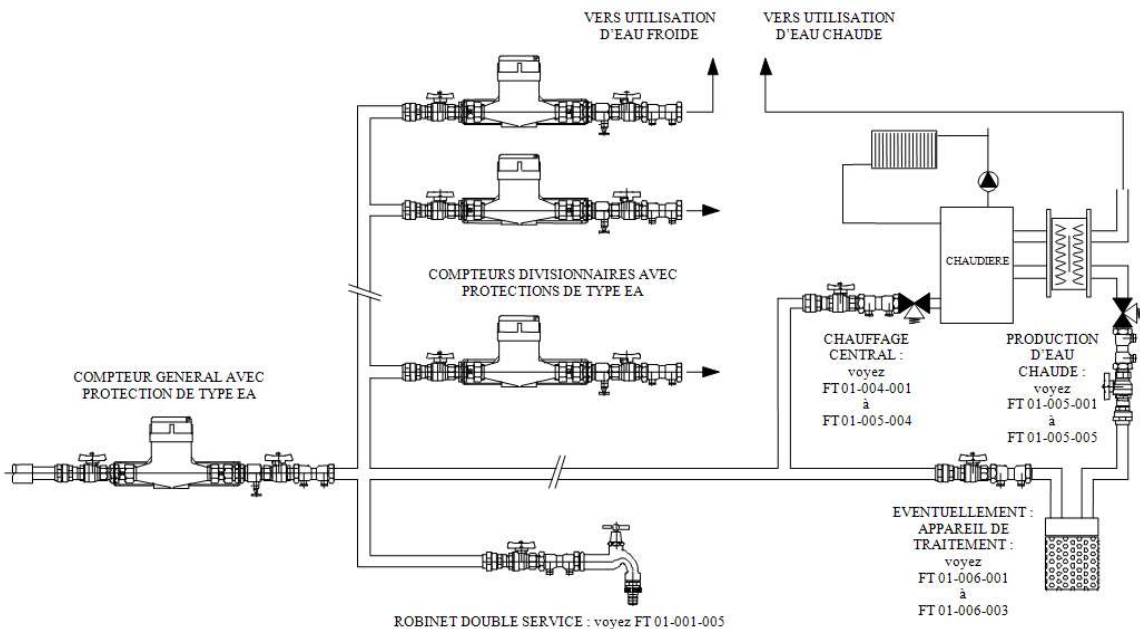 VERS UTILISATION
D'EAU FROIDE
VERS UTILISATION
D'EAU CHAUDE
CHAUDIERE
COMPTEURS DIVISIONNAIRES AVEC
PROTECTIONS DE TYPE EA
CHAUFFAGE
CENTRAL :
voyez
FT 01-004-001
à
FT 01-005-004
PRODUCTION
D'EAU
CHAUDE :
voyez
FT 01-005-001
à
FT 01-005-005
COMPTEUR GENERAL AVEC
PROTECTION DE TYPE EA
EVENTUELLEMENT :
APPAREIL DE
TRAITEMENT :
voyez
FT 01-006-001
à
FT 01-006-003
ROBINET DOUBLE SERVICE : voyez FT 01-001-005